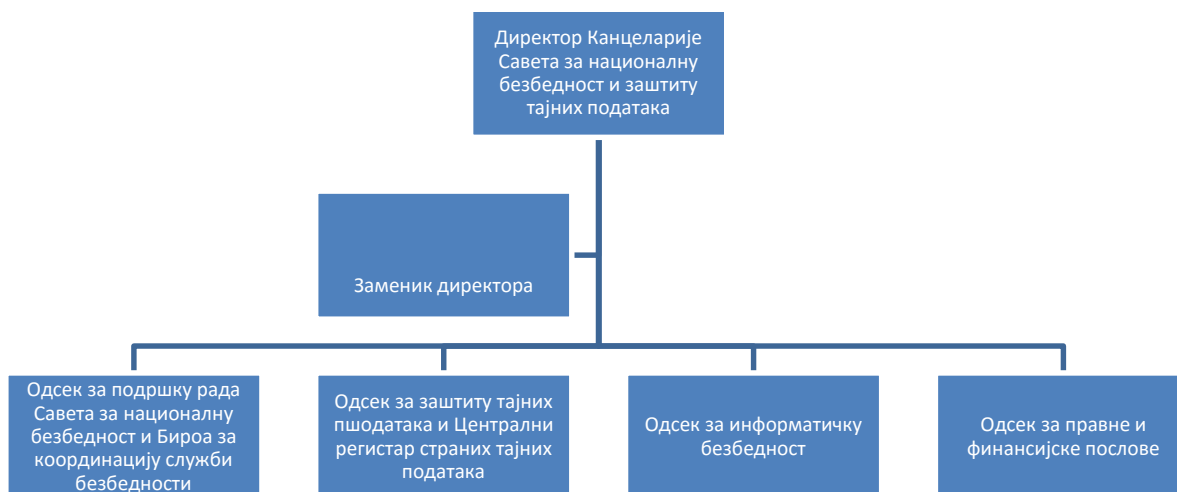 Директор Канцеларије
Савета за националну
безбедност и заштиту
тајних података
Заменик директора
Одсек за подршку рада
Савета за националну
безбедност и Бироа за
координацију служби
безбедности
Одсек за заштиту тајних
пшодатака и Централни
регистар страних тајних
података
Одсек за информатичку
безбедност
Одсек за правне и
финансијске послове